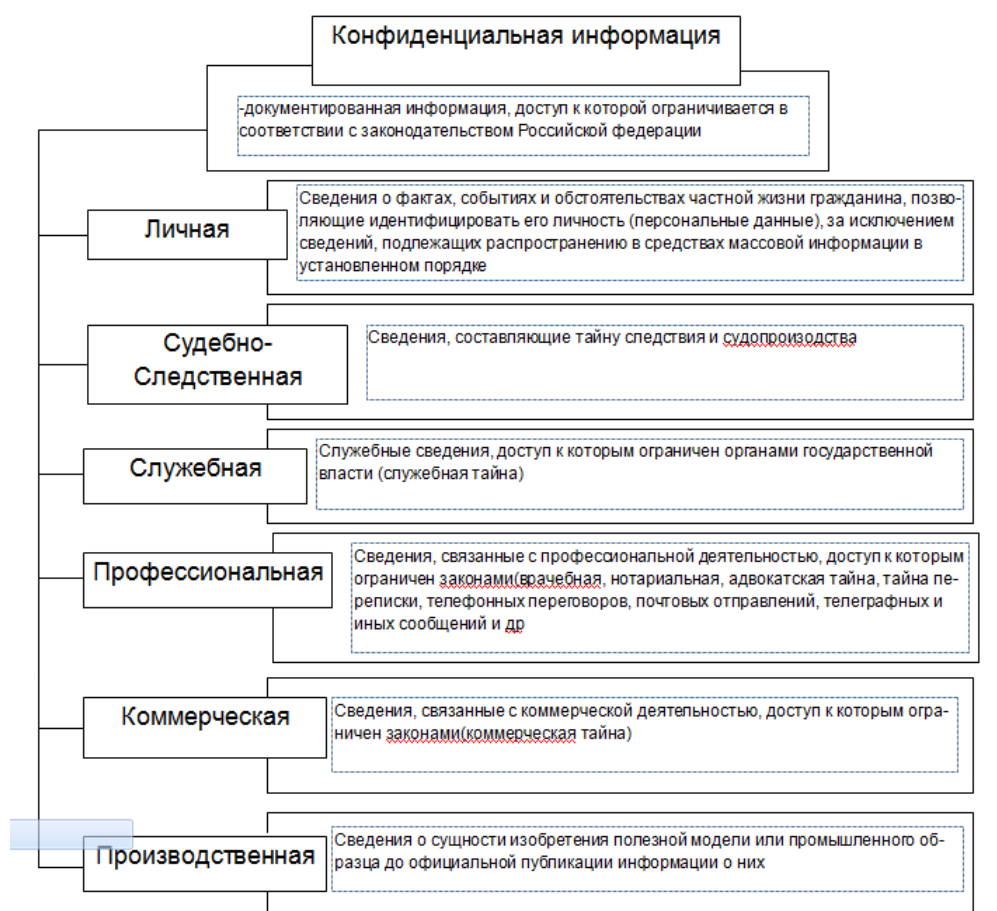 Конфиденциальная информация
-документированная информация, доступ к которой ограничивается в
соответствии с законодательством Российской федерации
Личная
Сведения о фактах, событиях и обстоятельствах частной жизни гражданина, позво-
ляющие идентифицировать его личность (персональные данные), за исключением
сведений, подлежащих распространению в средствах массовой информации в
установленном порядке
Судебно-
Следственная
Сведения, составляющие тайну следствия и судопроизодства
Служебная
Служебные сведения, доступ к которым ограничен органами государственной
власти (служебная тайна)
Профессиональная
Сведения, связанные с профессиональной деятельностью, доступ к которым
ограничен законами(врачебная, нотариальная, адвокатская тайна, тайна пе-
реписки, телефонных переговоров, почтовых отправлений, телеграфных и
иных сообщений и др
Коммерческая
Сведения, связанные с коммерческой деятельностью, доступ к которым огра-
ничен законами(коммерческая тайна)
Производственная
Сведения о сущности изобретения полезной модели или промышленного об-
разца до официальной публикации информации о них